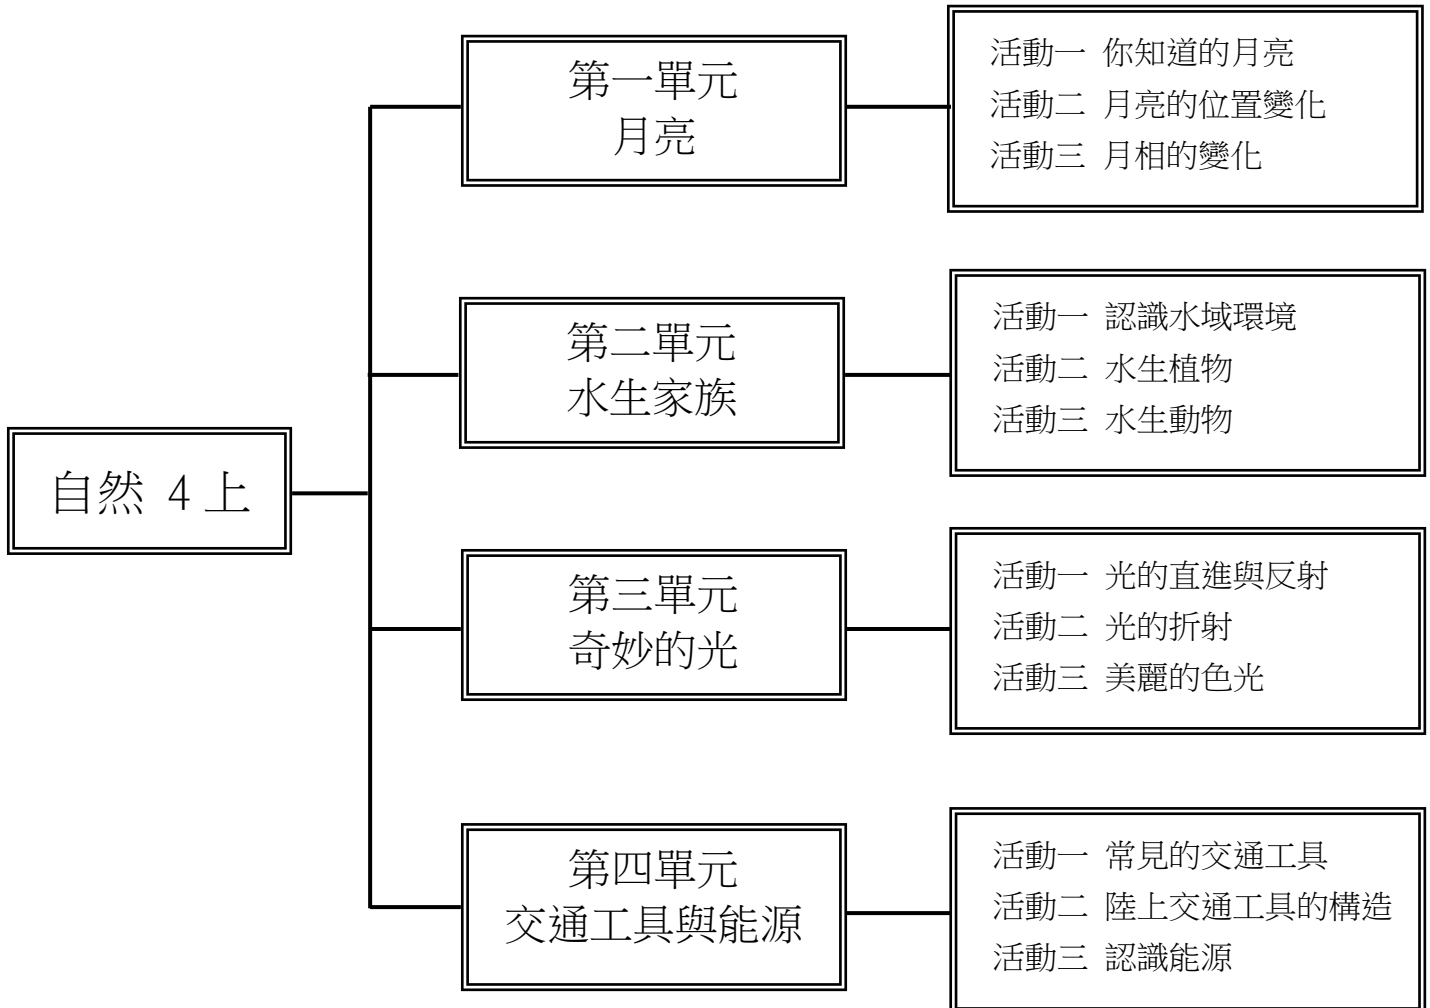 自然 4 上
第一單元
月亮
活動一 你知道的月亮
活動二 月亮的位置變化
活動三 月相的變化
第二單元
水生家族
活動一 認識水域環境
活動二 水生植物
活動三 水生動物
第三單元
奇妙的光
活動一 光的直進與反射
活動二 光的折射
活動三 美麗的色光
第四單元
交通工具與能源
活動一 常見的交通工具
活動二 陸上交通工具的構造
活動三 認識能源